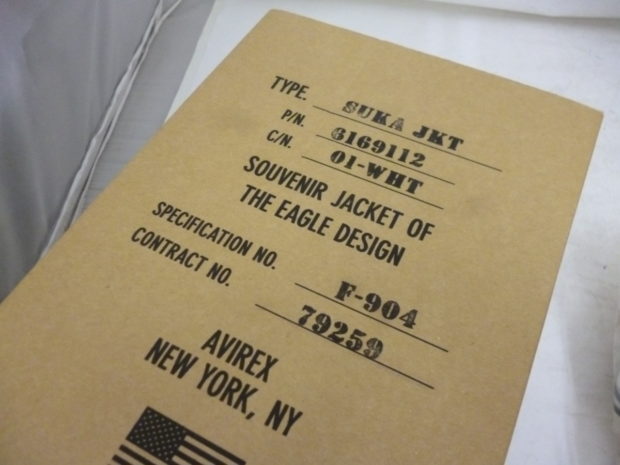 TYPE. SUKA JKT
P/N. 6169112
C/N. 01-WHT
SOUVENIR JACKET OF
THE EAGLE DESIGN
SPECIFICATION NO. F-904
CONTRACT NO. 79259
AVIREX
NEW YORK, NY